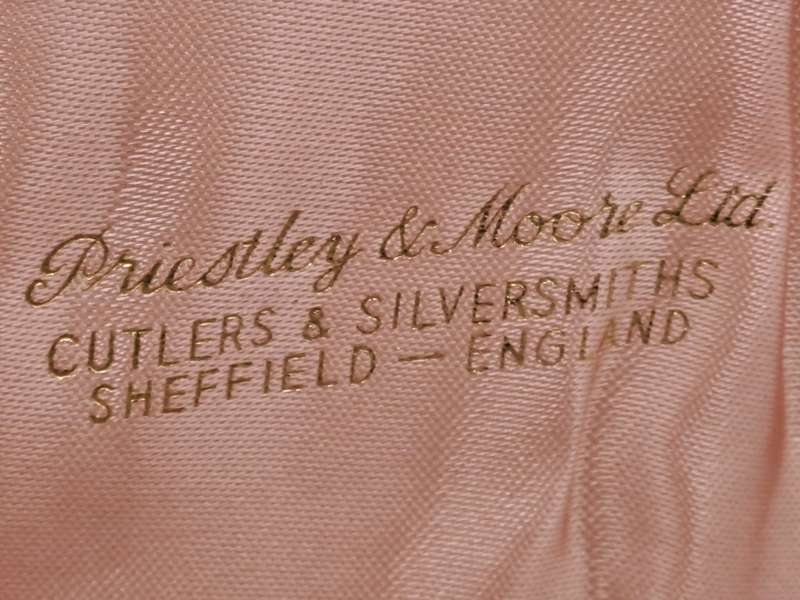 Priestley & Moore Ltd.
CUTLERS & SILVERSMITHS
SHEFFIELD — ENGLAND